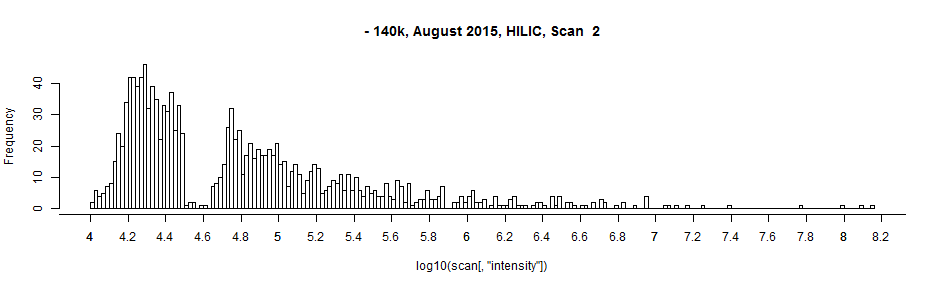 - 140k, August 2015, HILIC, Scan  2
Frequency
40
30
20
10
0
4 4.2 4.4 4.6 4.8 5 5.2 5.4 5.6 5.8 6 6.2 6.4 6.6 6.8 7 7.2 7.4 7.6 7.8 8 8.2
log10(scan[, "intensity"])